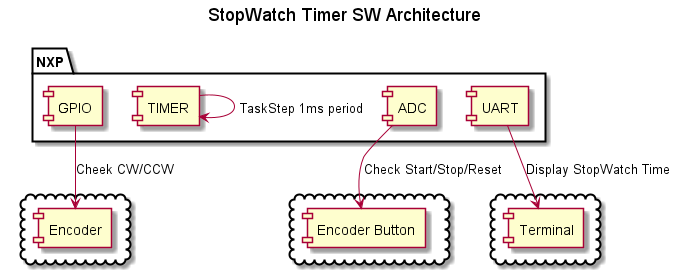 StopWatch Timer SW Architecture
NXP
GPIO
TIMER
TaskStep 1ms period
ADC
UART
Cheek CW/CCW
Check Start/Stop/Reset
Display StopWatch Time
Encoder
Encoder Button
Terminal